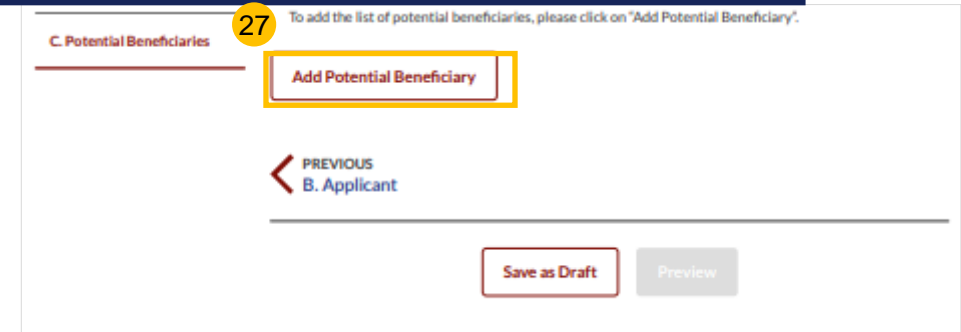 27
To add the list of potential beneficiaries, please click on "Add Potential Beneficiary".
C. Potential Beneficiaries
Add Potential Beneficiary
PREVIOUS
B. Applicant
Save as Draft
Preview